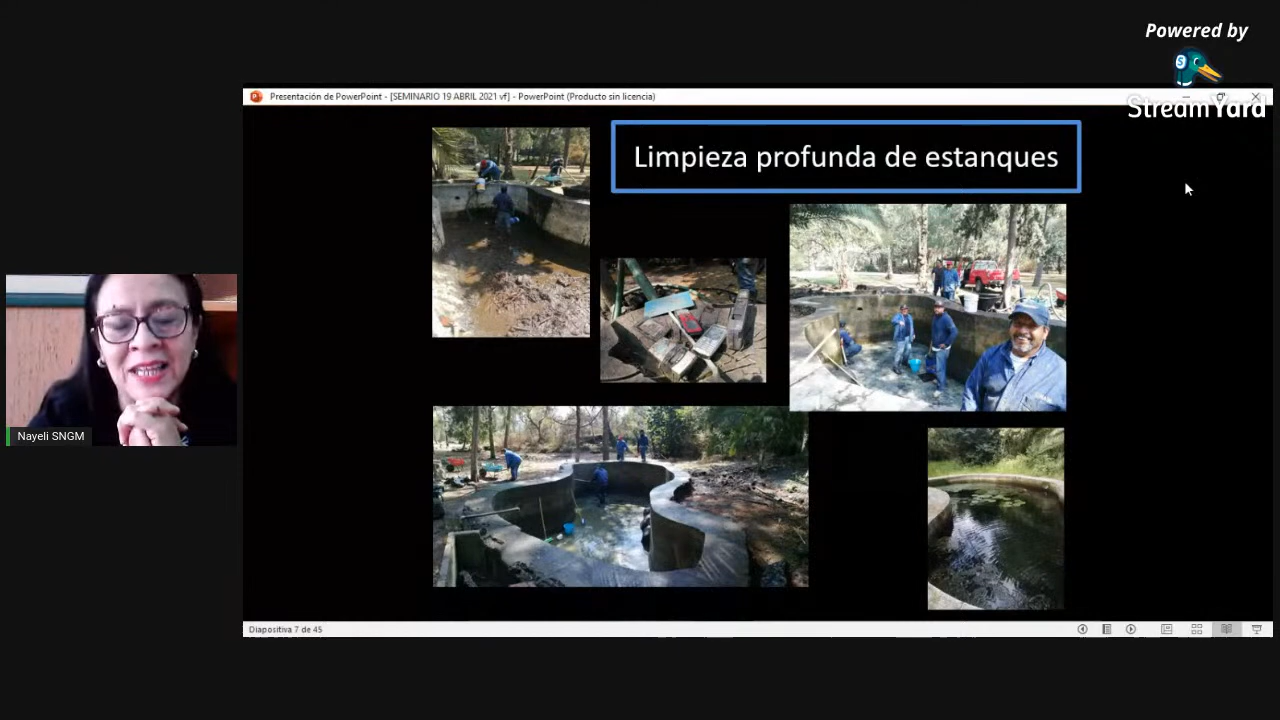 Powered by
StreamYard
Presentación de PowerPoint - [SEMINARIO 19 ABRIL 2021 vf] - PowerPoint (Producto sin licencia)
Limpieza profunda de estanques
Nayeli SNGM
Diapositiva 7 de 45